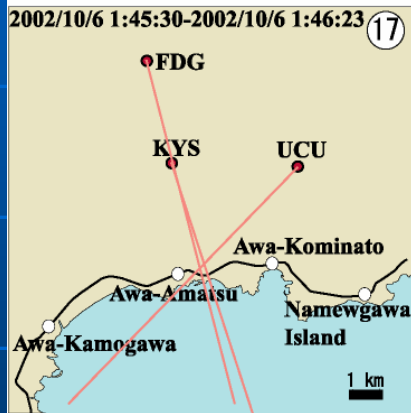 2002/10/6 1:45:30-2002/10/6 1:46:23
17
FDG
KYS
UCU
Awa-Kominato
Awa-Amatsu
Namewgawa
Island
Awa-Kamogawa
1 km